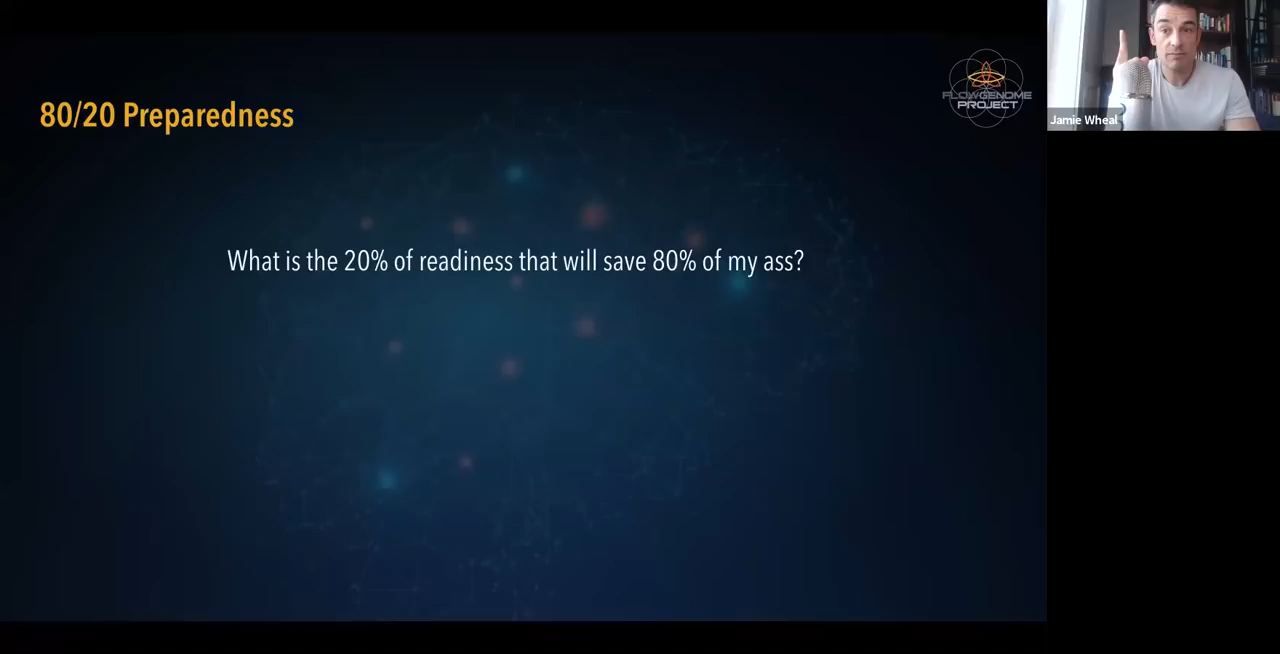 80/20 Preparedness
FLOWGENOME
PROJECT
Jamie Wheal
What is the 20% of readiness that will save 80% of my ass?